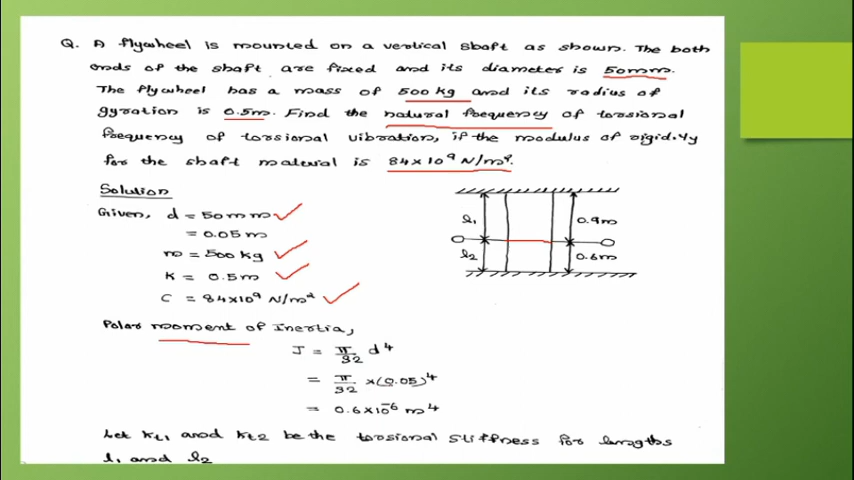 Q. A flywheel is mounted on a vertical shaft as shown. The both
ends of the shaft are fixed and its diameter is 50mm.
The flywheel has a mass of 500 kg and its radius of
gyration is 0.5m. Find the natural frequency of torsional
frequency of torsional vibration, if the modulus of rigidity
for the shaft material is 84×10⁹ N/m².
Solution
Given, d = 50mm
= 0.05m
m = 500 kg
K = 0.5m
C = 84×10⁹ N/m²
l₁
0.9m
l₂
0.6m
Polar moment of Inertia,
J = π/32 d⁴
= π/32 ×(0.05)⁴
= 0.6×10⁻⁶ m⁴
Let Kt1 and Kt2 be the torsional stiffness for lengths
l₁ and l₂